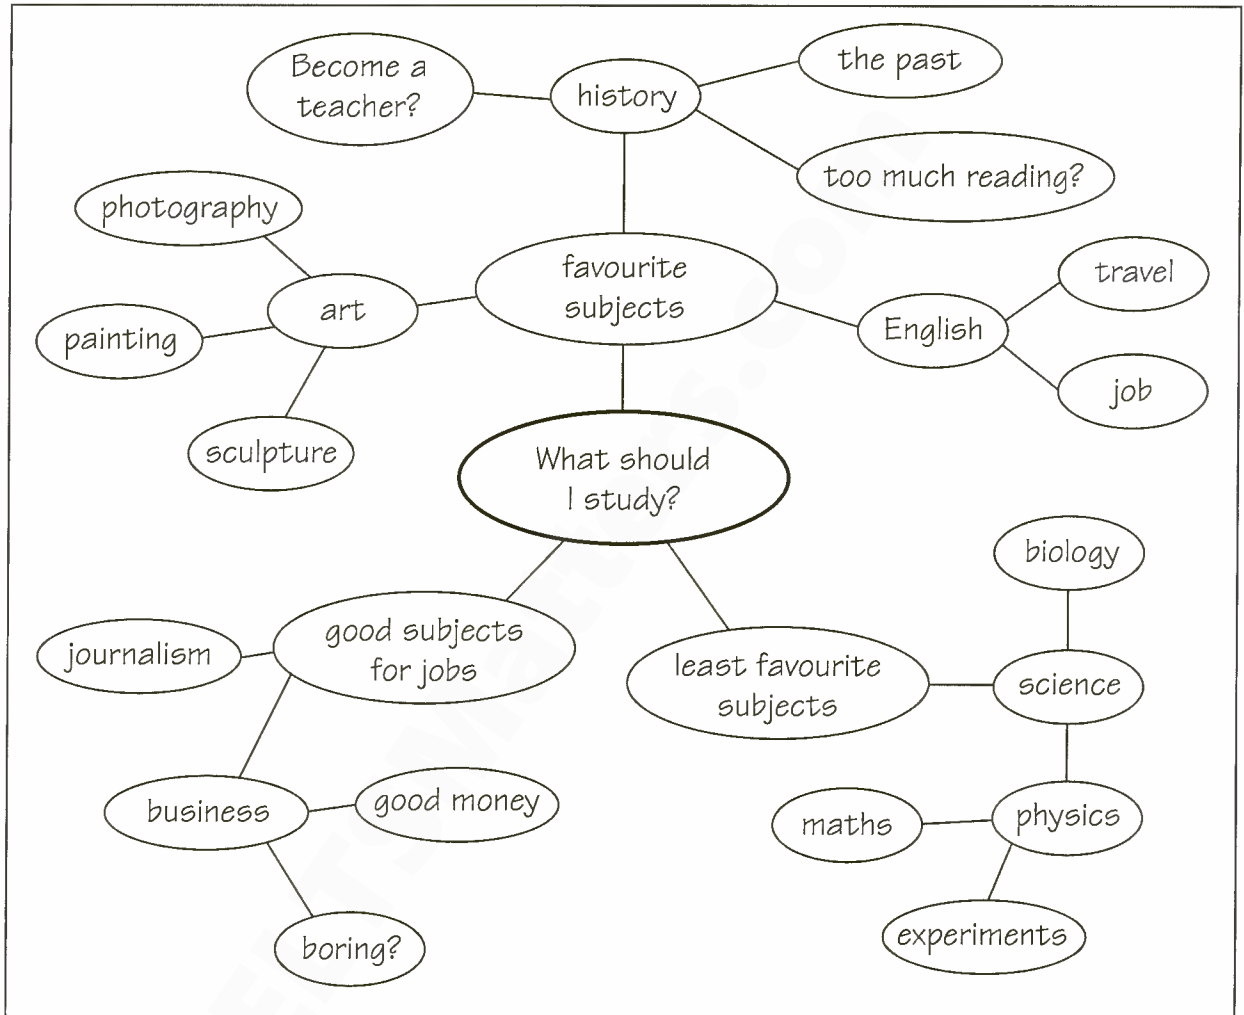 Become a
teacher?
history
the past
too much reading?
photography
favourite
subjects
travel
art
English
painting
job
sculpture
What should
I study?
biology
journalism
good subjects
for jobs
least favourite
subjects
science
business
good money
maths
physics
boring?
experiments